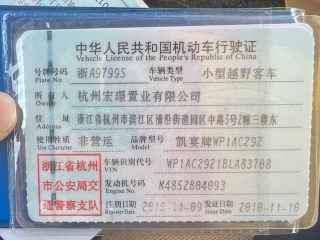 中华人民共和国机动车行驶证
Vehicle License of the People's Republic of China
号牌号码 浙A9799S 车辆类型 小型越野客车
Plate No. Vehicle Type
所有人 杭州宏璟置业有限公司
Owner
住址 浙江省杭州市滨江区浦沿街道园区中路5号2幢三楼东
Address
使用性质 非营运 品牌型号 凯宴牌WP1AC292
Use Character Model
浙江省杭州
市公安局交
通警察支队
车辆识别代号 WP1AC2921BLA83708
VIN
发动机号码 M4852B04093
Engine No.
注册日期 2010-11-09 发证日期 2010-11-10
Register Date Issue Date